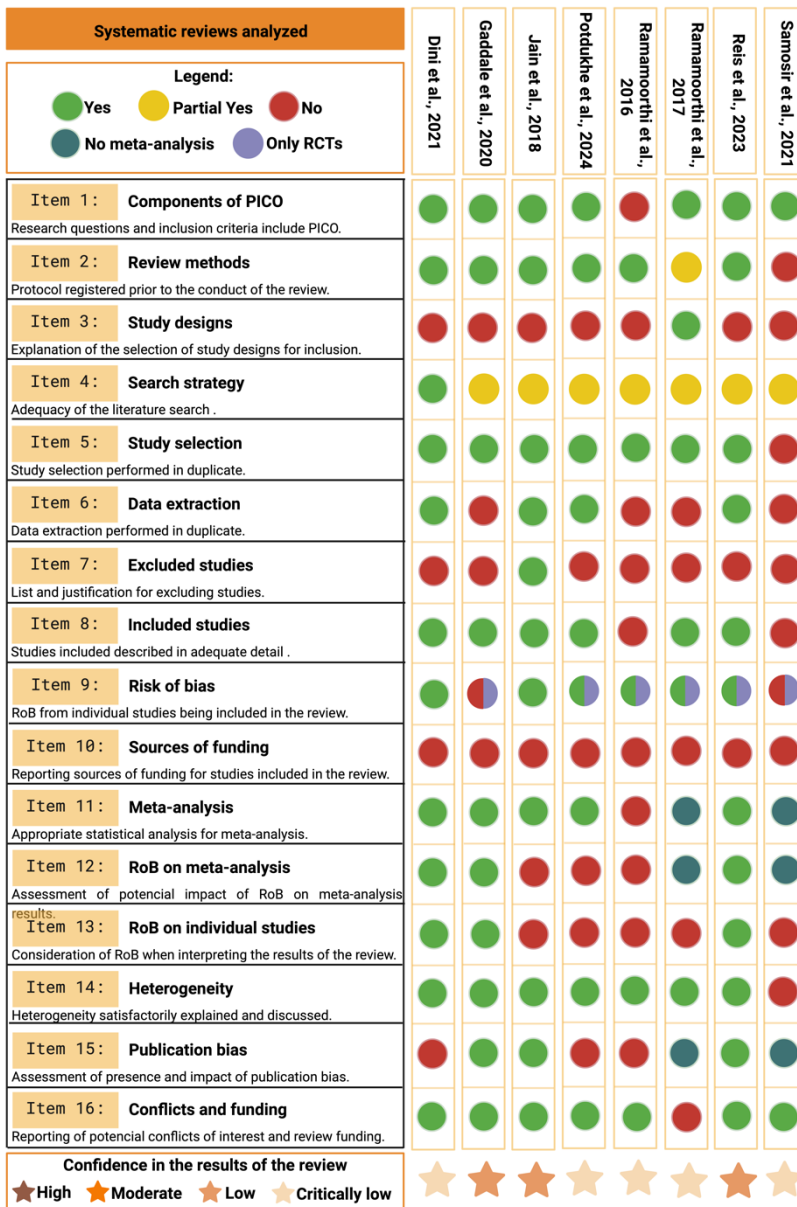 Systematic reviews analyzed
Legend:
Yes
Partial Yes
No
No meta-analysis
Only RCTs
Dini et al., 2021
Gaddale et al., 2020
Jain et al., 2018
Potdukhe et al., 2024
Ramamoorthi et al.,
2016
Ramamoorthi et al.,
2017
Reis et al., 2023
Samosir et al., 2021
Item 1: Components of PICO
Research questions and inclusion criteria include PICO.
Item 2: Review methods
Protocol registered prior to the conduct of the review.
Item 3: Study designs
Explanation of the selection of study designs for inclusion.
Item 4: Search strategy
Adequacy of the literature search .
Item 5: Study selection
Study selection performed in duplicate.
Item 6: Data extraction
Data extraction performed in duplicate.
Item 7: Excluded studies
List and justification for excluding studies.
Item 8: Included studies
Studies included described in adequate detail .
Item 9: Risk of bias
RoB from individual studies being included in the review.
Item 10: Sources of funding
Reporting sources of funding for studies included in the review.
Item 11: Meta-analysis
Appropriate statistical analysis for meta-analysis.
Item 12: RoB on meta-analysis
Assessment of potencial impact of RoB on meta-analysis
results.
Item 13: RoB on individual studies
Consideration of RoB when interpreting the results of the review.
Item 14: Heterogeneity
Heterogeneity satisfactorily explained and discussed.
Item 15: Publication bias
Assessment of presence and impact of publication bias.
Item 16: Conflicts and funding
Reporting of potencial conflicts of interest and review funding.
Confidence in the results of the review
High
Moderate
Low
Critically low